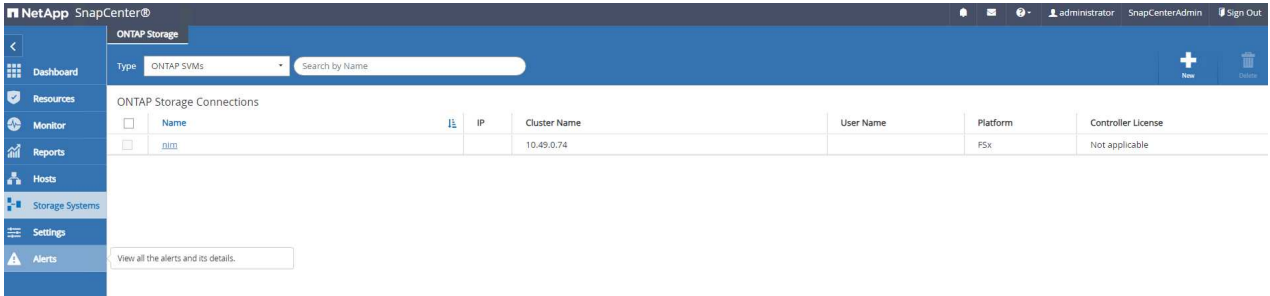 NetApp SnapCenter® administrator SnapCenterAdmin Sign Out
ONTAP Storage
Type ONTAP SVMs Search by Name
New Delete
Dashboard
Resources
Monitor
Reports
Hosts
Storage Systems
Settings
Alerts
ONTAP Storage Connections
Name IP Cluster Name User Name Platform Controller License
nim 10.49.0.74 FSx Not applicable
View all the alerts and its details.